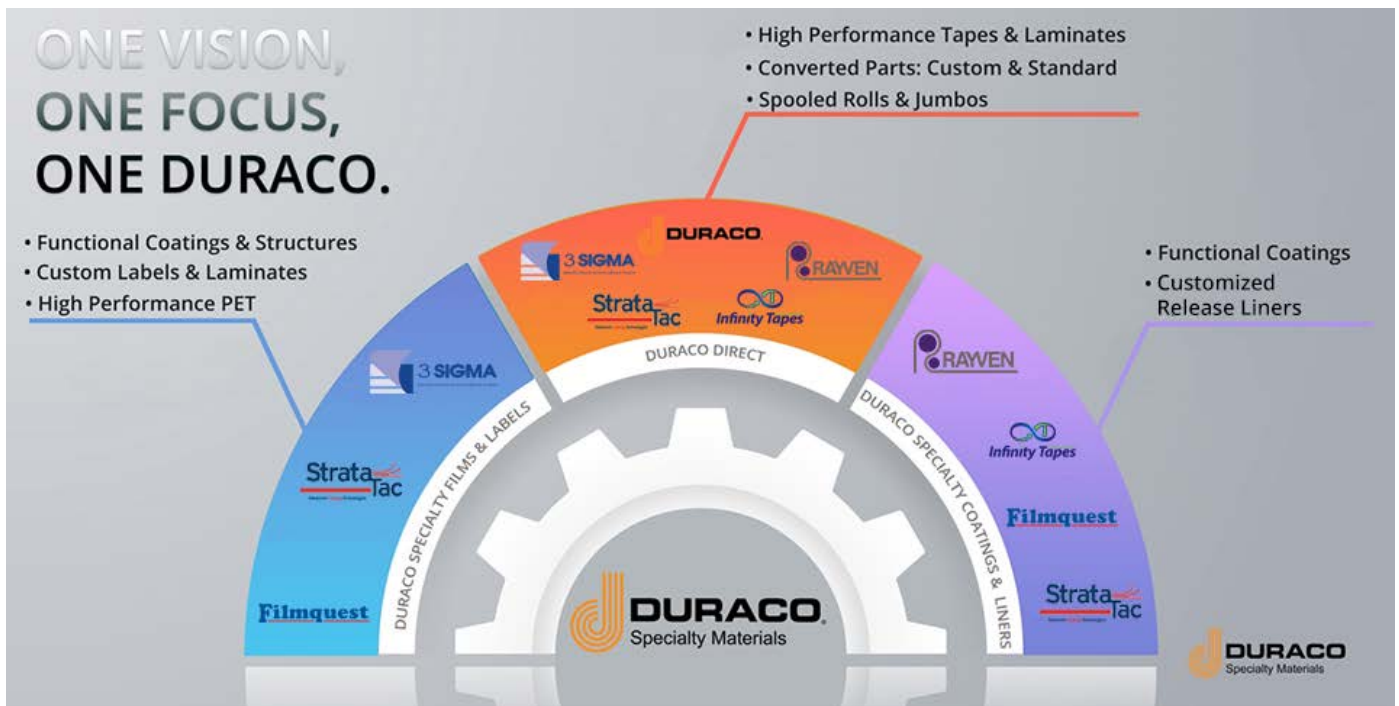 ONE VISION,
ONE FOCUS,
ONE DURACO.
• Functional Coatings & Structures
• Custom Labels & Laminates
• High Performance PET
• High Performance Tapes & Laminates
• Converted Parts: Custom & Standard
• Spooled Rolls & Jumbos
• Functional Coatings
• Customized
Release Liners
3 SIGMA
Strata
Tac
Filmquest
DURACO SPECIALTY FILMS & LABELS
3 SIGMA
DURACO
RAYVEN
Strata
Tac
Infinity Tapes
DURACO DIRECT
RAYVEN
Infinity Tapes
Filmquest
Strata
Tac
DURACO SPECIALTY COATINGS & LINERS
DURACO
Specialty Materials
DURACO
Specialty Materials